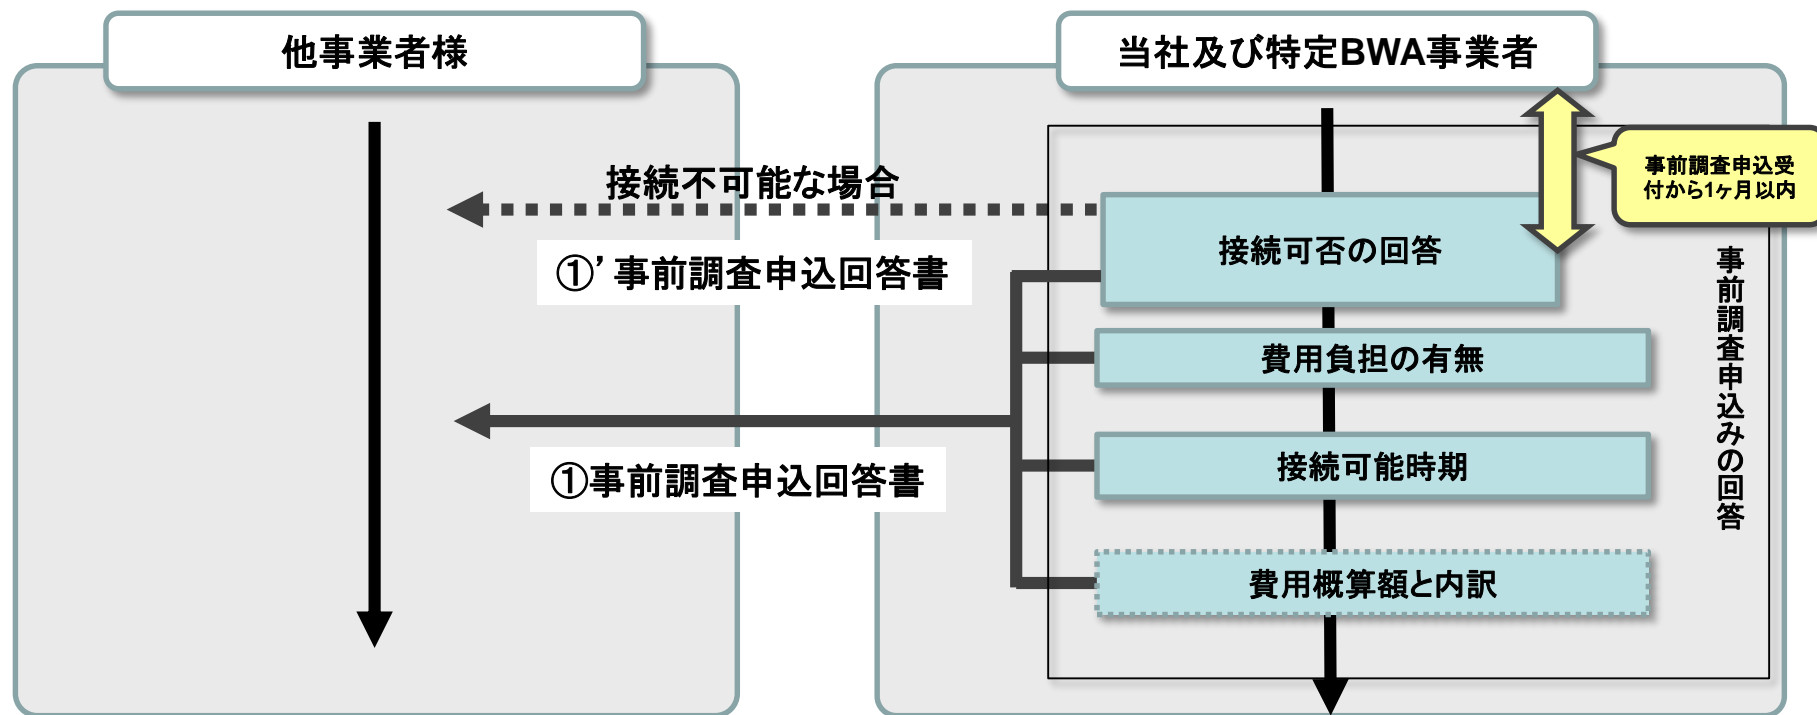 他事業者様
当社及び特定BWA事業者
事前調査申込受
付から1ヶ月以内
接続不可能な場合
①’事前調査申込回答書
接続可否の回答
費用負担の有無
①事前調査申込回答書
接続可能時期
費用概算額と内訳
事前調査申込みの回答